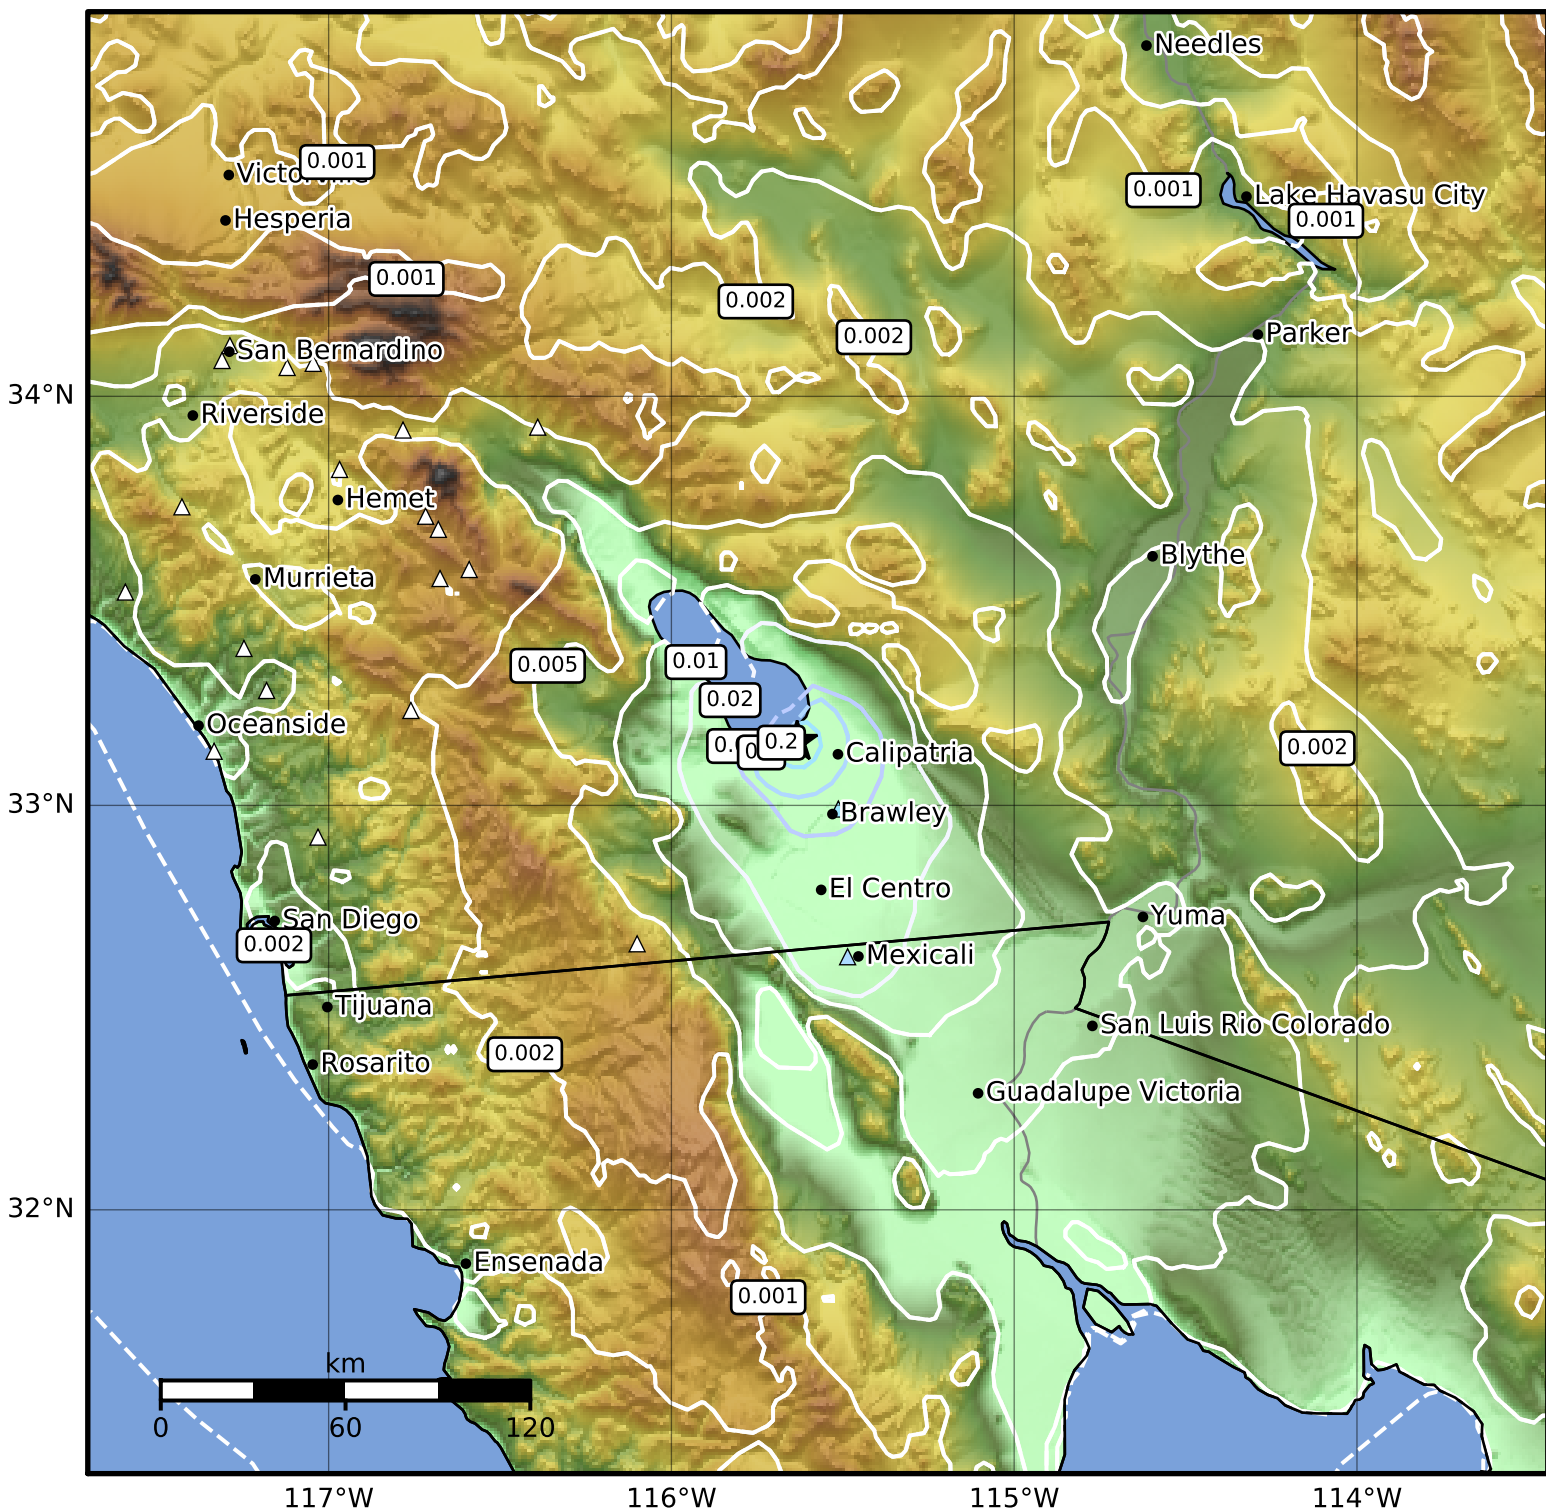 Needles
0.001
0.001
Lake Havasu City
0.001
Hesperia
0.001
0.002
0.002
Parker
San Bernardino
34°N
Riverside
Hemet
Blythe
Murrieta
0.005
0.01
0.02
Oceanside
0.2
Calipatria
0.002
33°N
Brawley
El Centro
San Diego
Yuma
0.002
Mexicali
Tijuana
San Luis Rio Colorado
0.002
Rosarito
Guadalupe Victoria
32°N
Ensenada
0.001
km
0 60 120
117°W 116°W 115°W 114°W